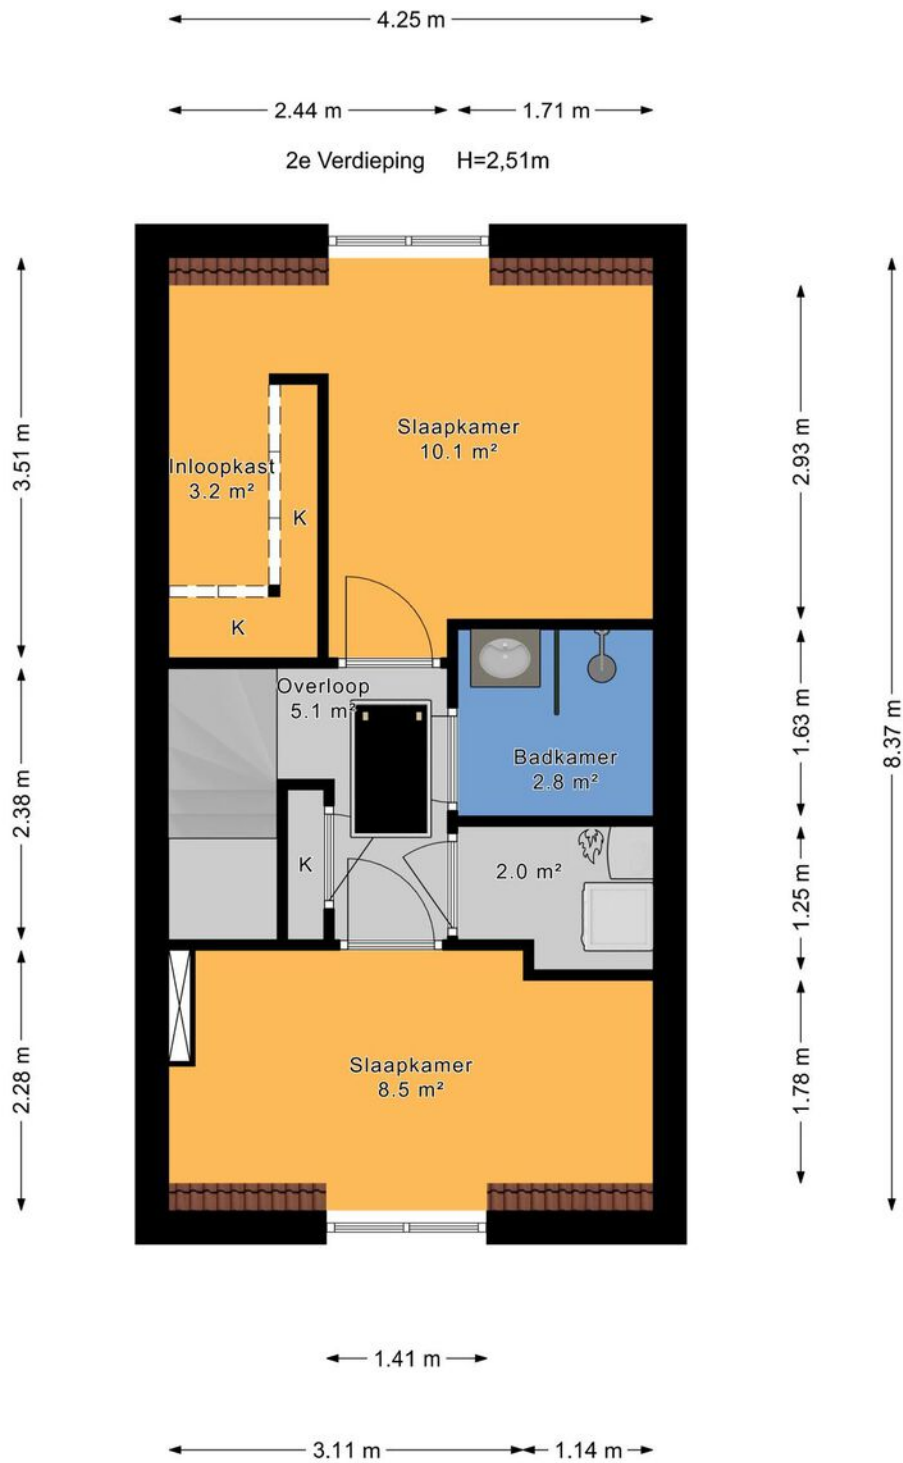 4.25 m
2.44 m
1.71 m
2e Verdieping H=2,51m
3.51 m
2.93 m
8.37 m
Slaapkamer
10.1 m²
Inloopkast
3.2 m²
K
K
Overloop
5.1 m²
2.38 m
1.63 m
Badkamer
2.8 m²
K
2.0 m²
1.25 m
2.28 m
1.78 m
Slaapkamer
8.5 m²
1.41 m
3.11 m
1.14 m